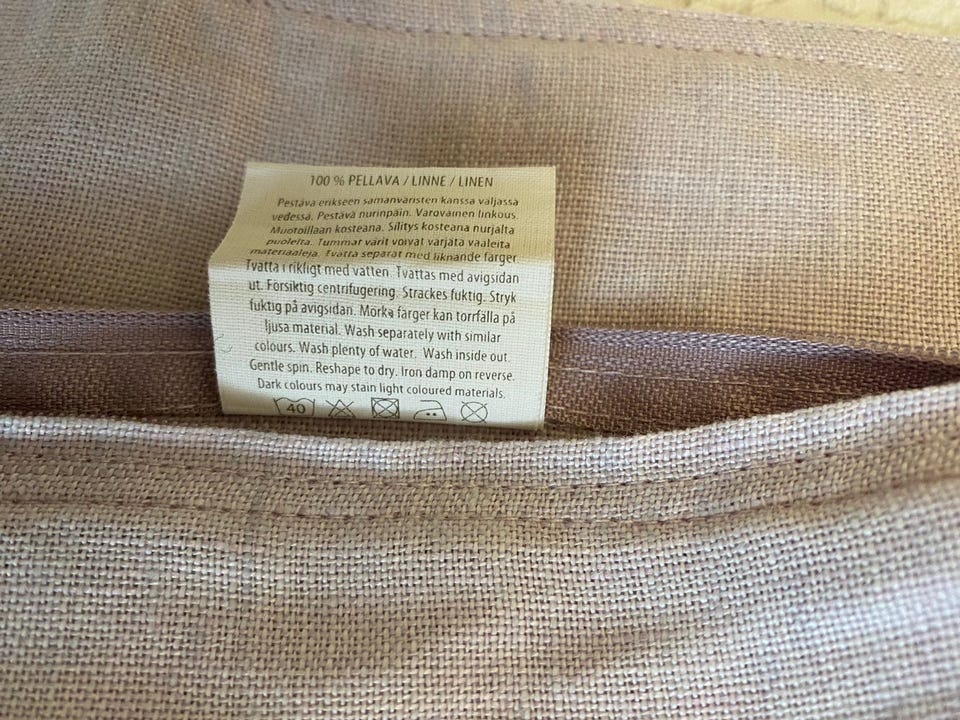 100 % PELLAVA / LINNE / LINEN
Pestävä erikseen samanväristen kanssa väljässä
vedessä. Pestävä nurinpäin. Varovainen linkous.
Muotoillaan kosteana. Silitys kosteana nurjalta
puolelta. Tummat värit voivat värjätä vaaleita
materiaaleja. Tvätta separat med liknande färger.
Tvätta i rikligt med vatten. Tvättas med avigsidan
ut. Försiktig centrifugering. Sträckes fuktig. Stryk
fuktig på avigsidan. Mörka färger kan torrfälla på
ljusa material. Wash separately with similar
colours. Wash plenty of water. Wash inside out.
Gentle spin. Reshape to dry. Iron damp on reverse.
Dark colours may stain light coloured materials.
40